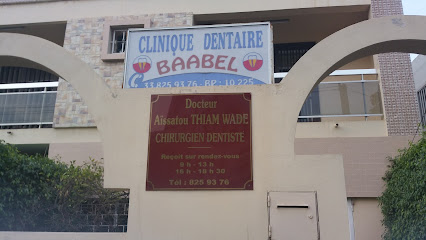 CLINIQUE DENTAIRE
BAABEL
33 825 93 76 BP: 10 225
Docteur
Aïssatou THIAM WADE
CHIRURGIEN DENTISTE
Reçoit sur rendez-vous
9 h - 13 h
16 h - 18 h 30
Tél : 825 93 76